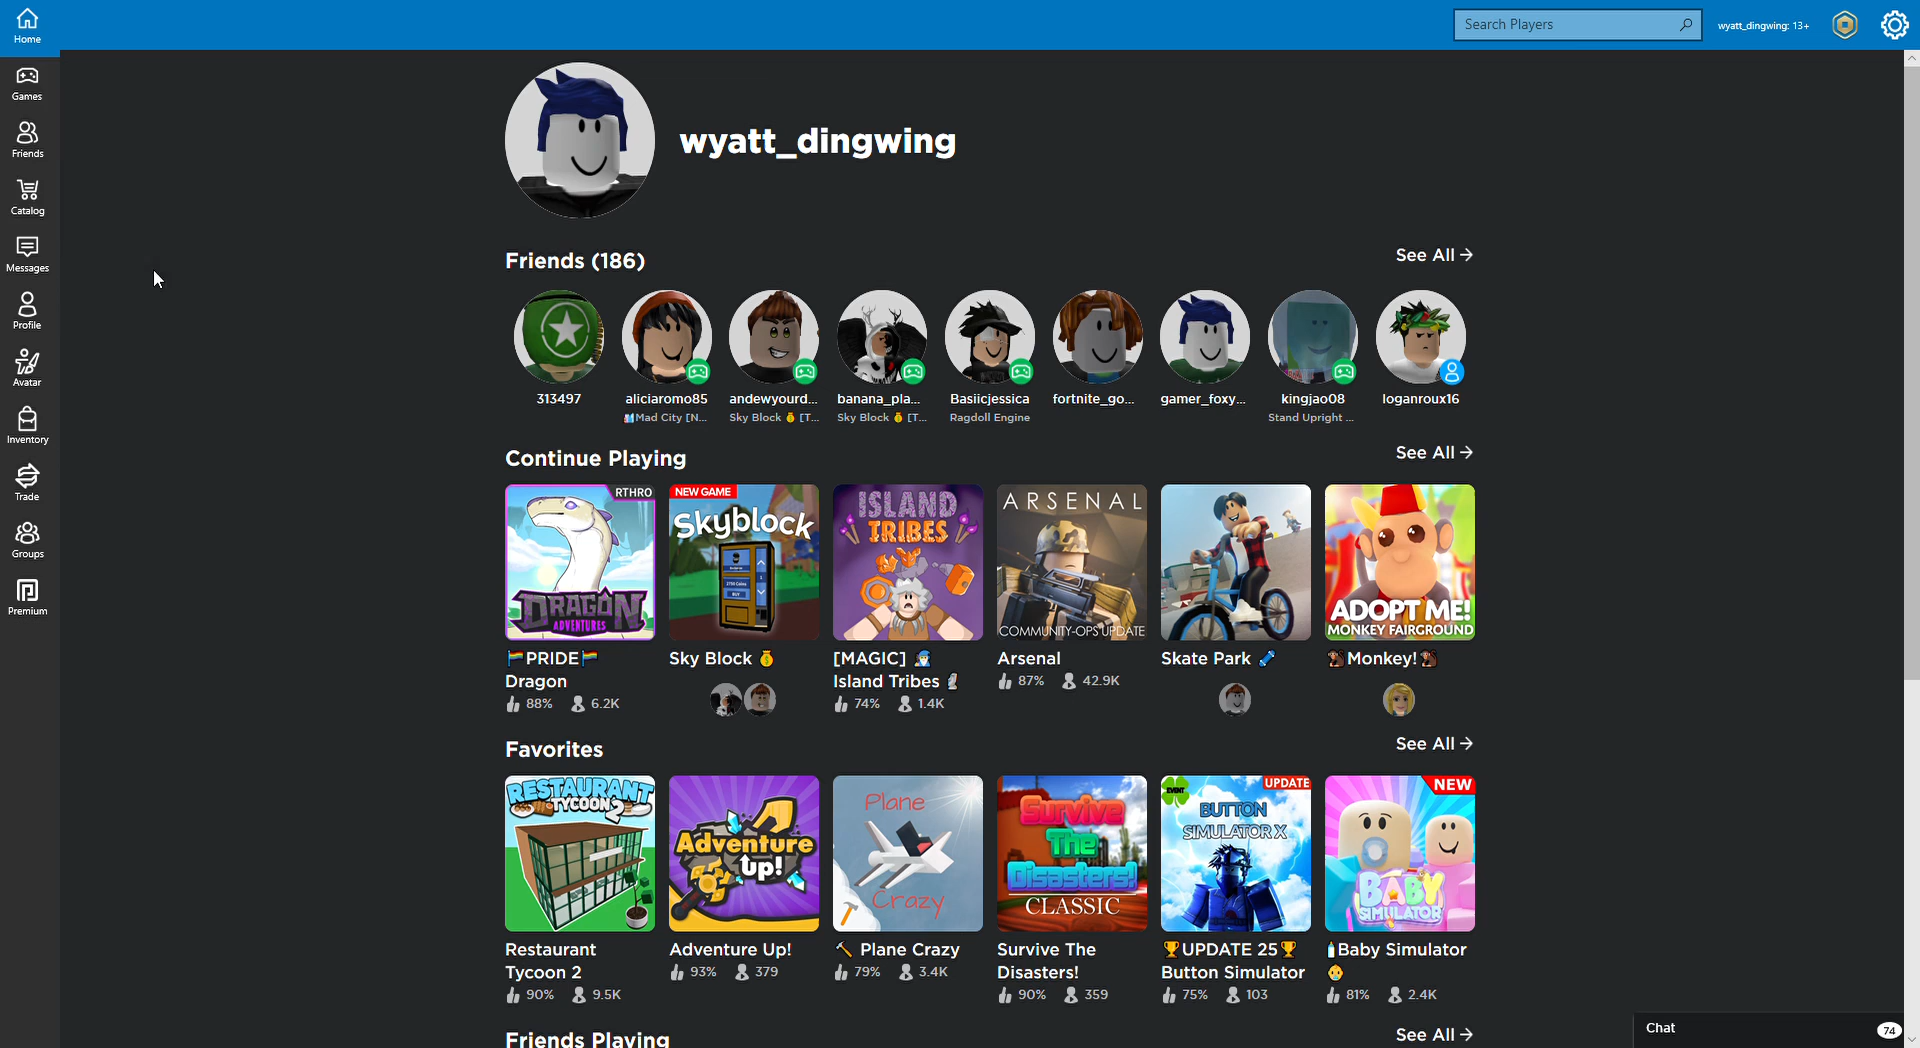 Home
Search Players
wyatt_dingwing: 13+
Games
Friends
Catalog
Messages
Profile
Avatar
Inventory
Trade
Groups
Premium
wyatt_dingwing
Friends (186)
See All →
313497
aliciaromo85
Mad City [N...
andewyourd...
Sky Block 💰 [T...
banana_pla...
Sky Block 💰 [T...
Basiicjessica
Ragdoll Engine
fortnite_go...
gamer_foxy...
kingjao08
Stand Upright ...
loganroux16
Continue Playing
See All →
RTHRO
DRAGON
ADVENTURES
🏳️‍🌈PRIDE🏳️‍🌈
Dragon
88% 6.2K
NEW GAME
Skyblock
BUY
Sky Block 💰
ISLAND
TRIBES
[MAGIC] 🧙‍♂️
Island Tribes 🗿
74% 1.4K
ARSENAL
COMMUNITY-OPS UPDATE
Arsenal
87% 42.9K
Skate Park
ADOPT ME!
MONKEY FAIRGROUND
🐒Monkey!🐒
Favorites
See All →
RESTAURANT
TYCOON 2
Restaurant
Tycoon 2
90% 9.5K
Adventure
Up!
Adventure Up!
93% 379
Plane
Crazy
🔨 Plane Crazy
79% 3.4K
Survive
The
Disasters!
CLASSIC
Survive The
Disasters!
90% 359
EVENT
UPDATE
BUTTON
SIMULATOR X
🏆UPDATE 25🏆
Button Simulator
75% 103
NEW
BABY
SIMULATOR
🍼Baby Simulator
👶
81% 2.4K
Friends Playing
See All →
Chat
74